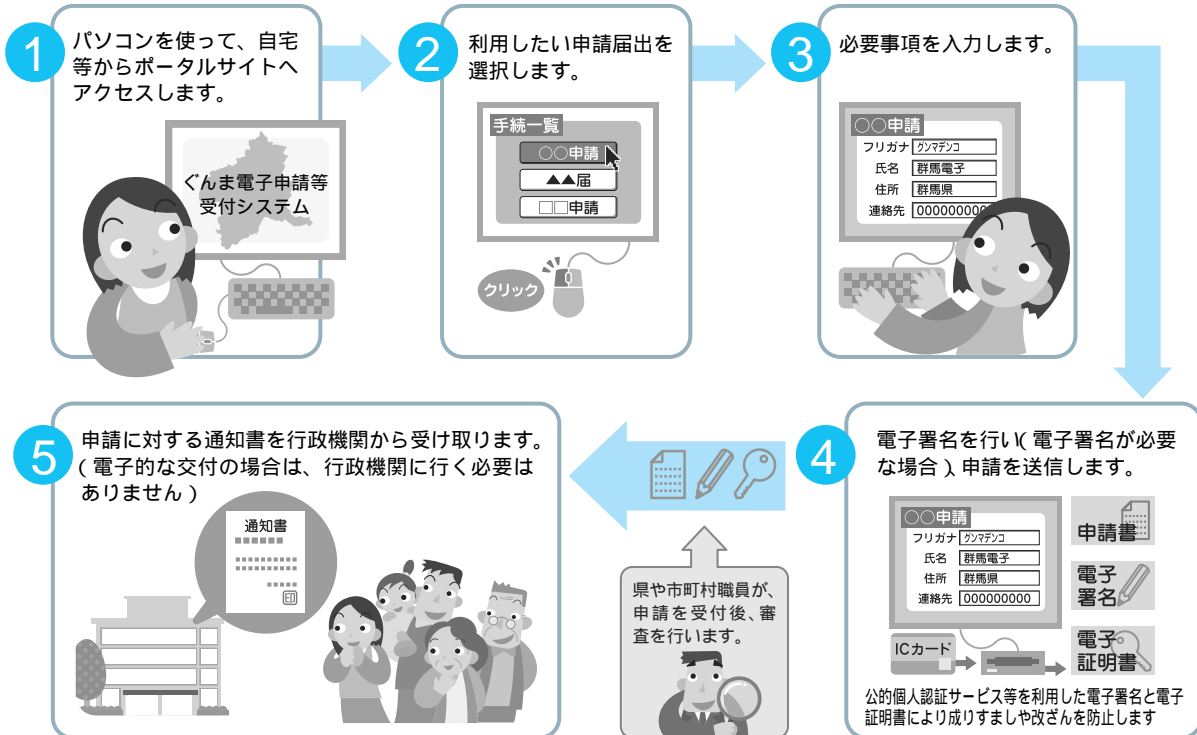 1
パソコンを使って、自宅
等からポータルサイトへ
アクセスします。
ぐんま電子申請等
受付システム
2
利用したい申請届出を
選択します。
手続一覧
○○申請
▲▲届
□□申請
クリック
3
必要事項を入力します。
○○申請
フリガナ グンマデンコ
氏名 群馬電子
住所 群馬県
連絡先 000000000
4
電子署名を行い(電子署名が必要
な場合)、申請を送信します。
○○申請
フリガナ グンマデンコ
氏名 群馬電子
住所 群馬県
連絡先 000000000
申請書
電子
署名
電子
証明書
ICカード
公的個人認証サービス等を利用した電子署名と電子
証明書により成りすましや改ざんを防止します
県や市町村職員が、
申請を受付後、審
査を行います。
5
申請に対する通知書を行政機関から受け取ります。
(電子的な交付の場合は、行政機関に行く必要は
ありません)
通知書
印